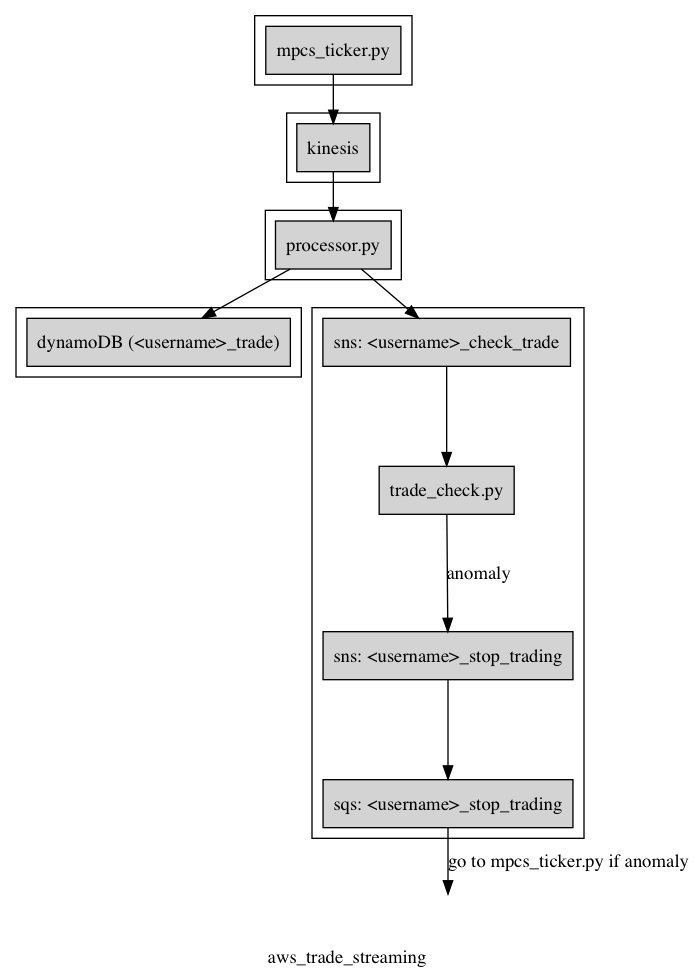 mpcs_ticker.py
kinesis
processor.py
dynamoDB (<username>_trade)
sns: <username>_check_trade
trade_check.py
anomaly
sns: <username>_stop_trading
sqs: <username>_stop_trading
go to mpcs_ticker.py if anomaly
aws_trade_streaming